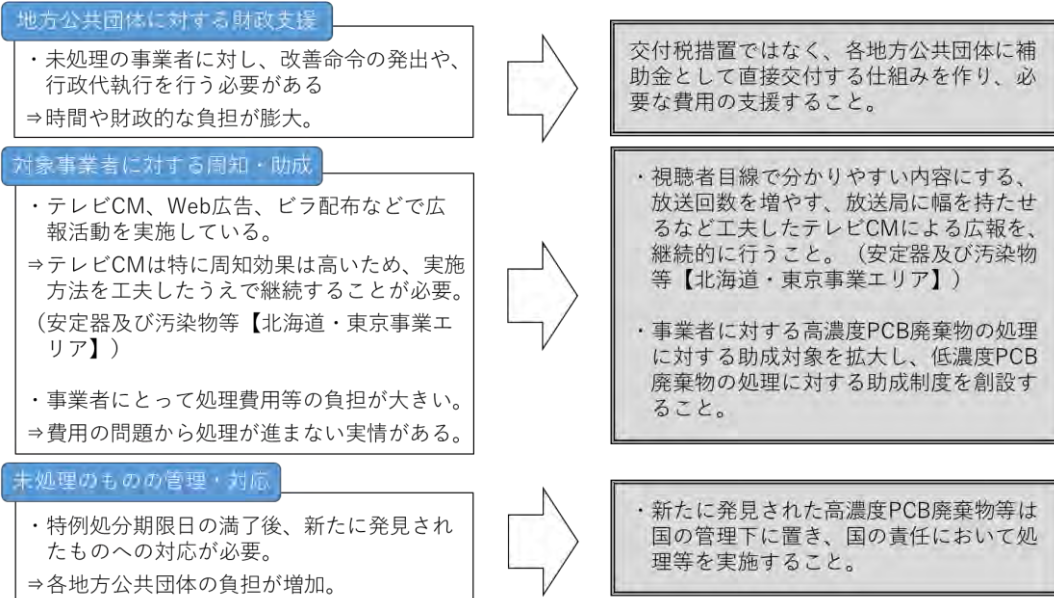 地方公共団体に対する財政支援
・未処理の事業者に対し、改善命令の発出や、
行政代執行を行う必要がある
⇒時間や財政的な負担が膨大。
交付税措置ではなく、各地方公共団体に補
助金として直接交付する仕組みを作り、必
要な費用の支援すること。
対象事業者に対する周知・助成
・テレビCM、Web広告、ビラ配布などで広
報活動を実施している。
⇒テレビCMは特に周知効果は高いため、実施
方法を工夫したうえで継続することが必要。
（安定器及び汚染物等【北海道・東京事業エ
リア】）
・事業者にとって処理費用等の負担が大きい。
⇒費用の問題から処理が進まない実情がある。
・視聴者目線で分かりやすい内容にする、
放送回数を増やす、放送局に幅を持たせ
るなど工夫したテレビCMによる広報を、
継続的に行うこと。（安定器及び汚染物
等【北海道・東京事業エリア】）
・事業者に対する高濃度PCB廃棄物の処理
に対する助成対象を拡大し、低濃度PCB
廃棄物の処理に対する助成制度を創設す
ること。
未処理のものの管理・対応
・特例処分期限日の満了後、新たに発見され
たものへの対応が必要。
⇒各地方公共団体の負担が増加。
・新たに発見された高濃度PCB廃棄物等は
国の管理下に置き、国の責任において処
理等を実施すること。